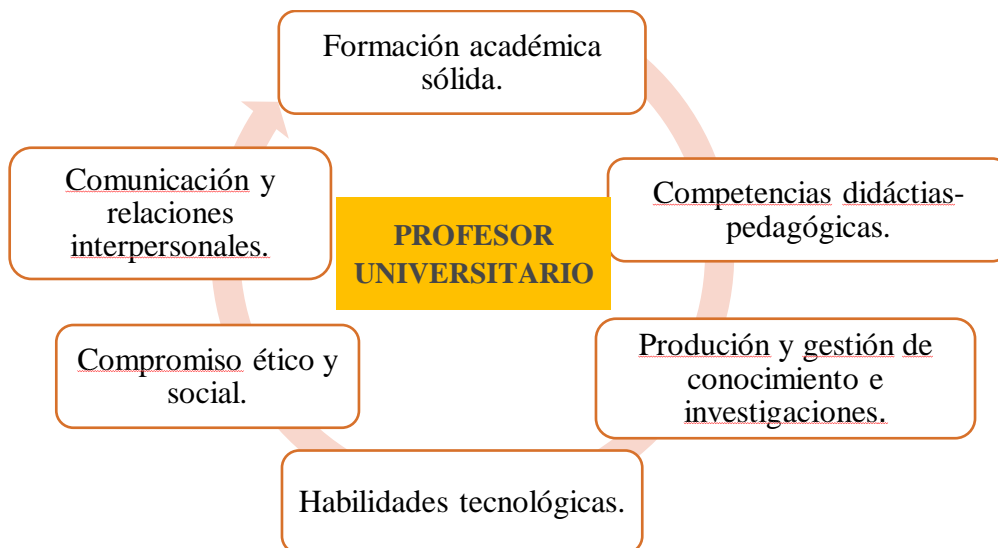 Formación académica
sólida.
Competencias didáctias-
pedagógicas.
Produción y gestión de
conocimiento e
investigaciones.
Habilidades tecnológicas.
Compromiso ético y
social.
Comunicación y
relaciones
interpersonales.
PROFESOR
UNIVERSITARIO